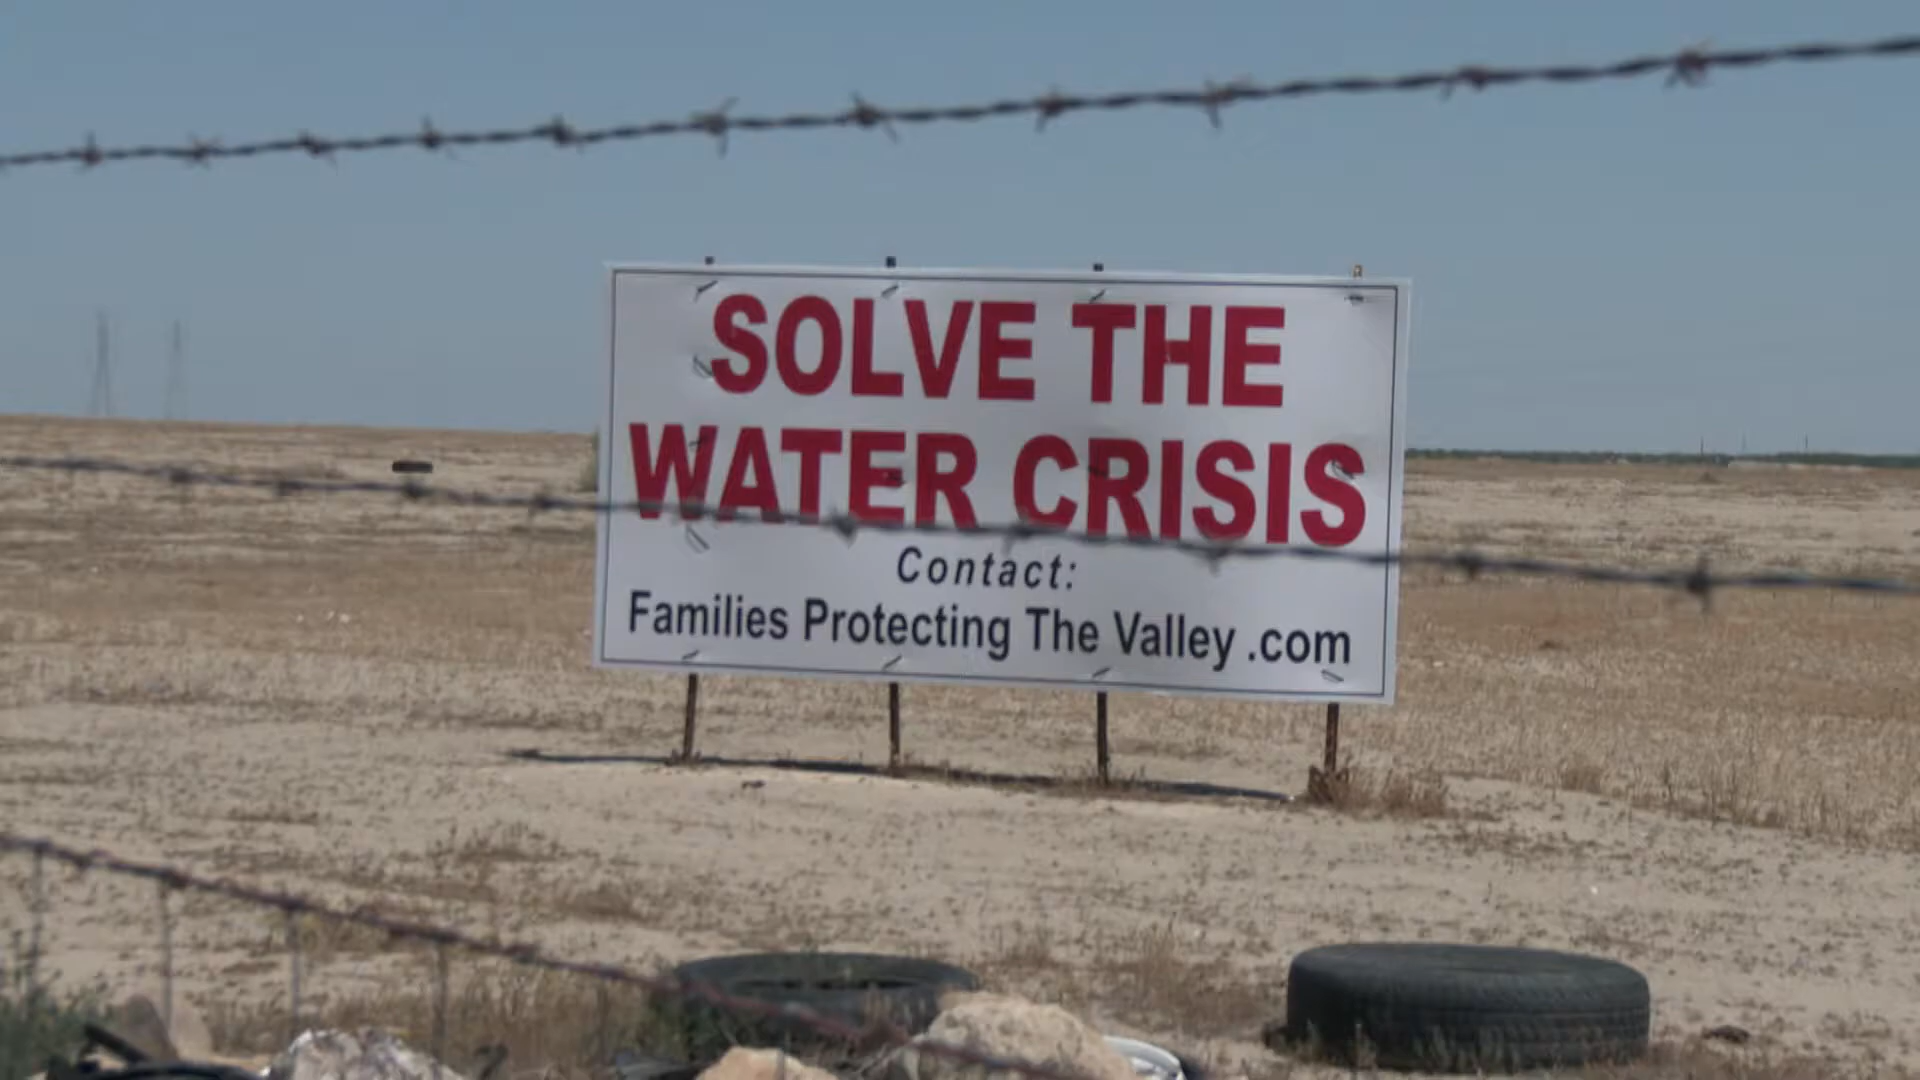 SOLVE THE
WATER CRISIS
Contact:
Families Protecting The Valley .com